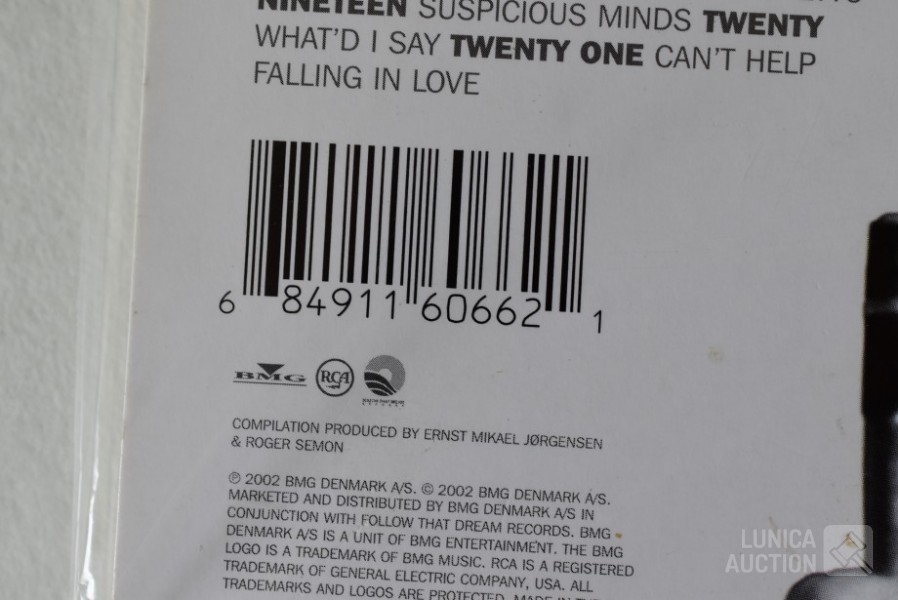 NINETEEN SUSPICIOUS MINDS TWENTY
WHAT'D I SAY TWENTY ONE CAN'T HELP
FALLING IN LOVE
6 84911 60662 1
BMG RCA
COMPILATION PRODUCED BY ERNST MIKAEL JØRGENSEN
& ROGER SEMON
℗ 2002 BMG DENMARK A/S. © 2002 BMG DENMARK A/S.
MARKETED AND DISTRIBUTED BY BMG DENMARK A/S IN
CONJUNCTION WITH FOLLOW THAT DREAM RECORDS. BMG
DENMARK A/S IS A UNIT OF BMG ENTERTAINMENT. THE BMG
LOGO IS A TRADEMARK OF BMG MUSIC. RCA IS A REGISTERED
TRADEMARK OF GENERAL ELECTRIC COMPANY, USA. ALL
TRADEMARKS AND LOGOS ARE PROTECTED. MADE IN THE
LUNICA
AUCTION